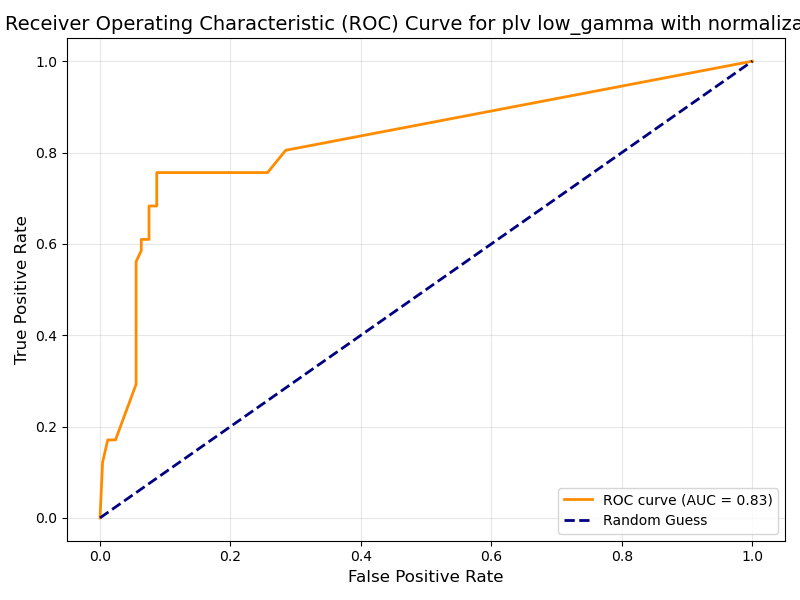 Receiver Operating Characteristic (ROC) Curve for plv low_gamma with normaliza
1.0
0.8
0.6
0.4
0.2
0.0
True Positive Rate
ROC curve (AUC = 0.83)
Random Guess
0.0 0.2 0.4 0.6 0.8 1.0
False Positive Rate